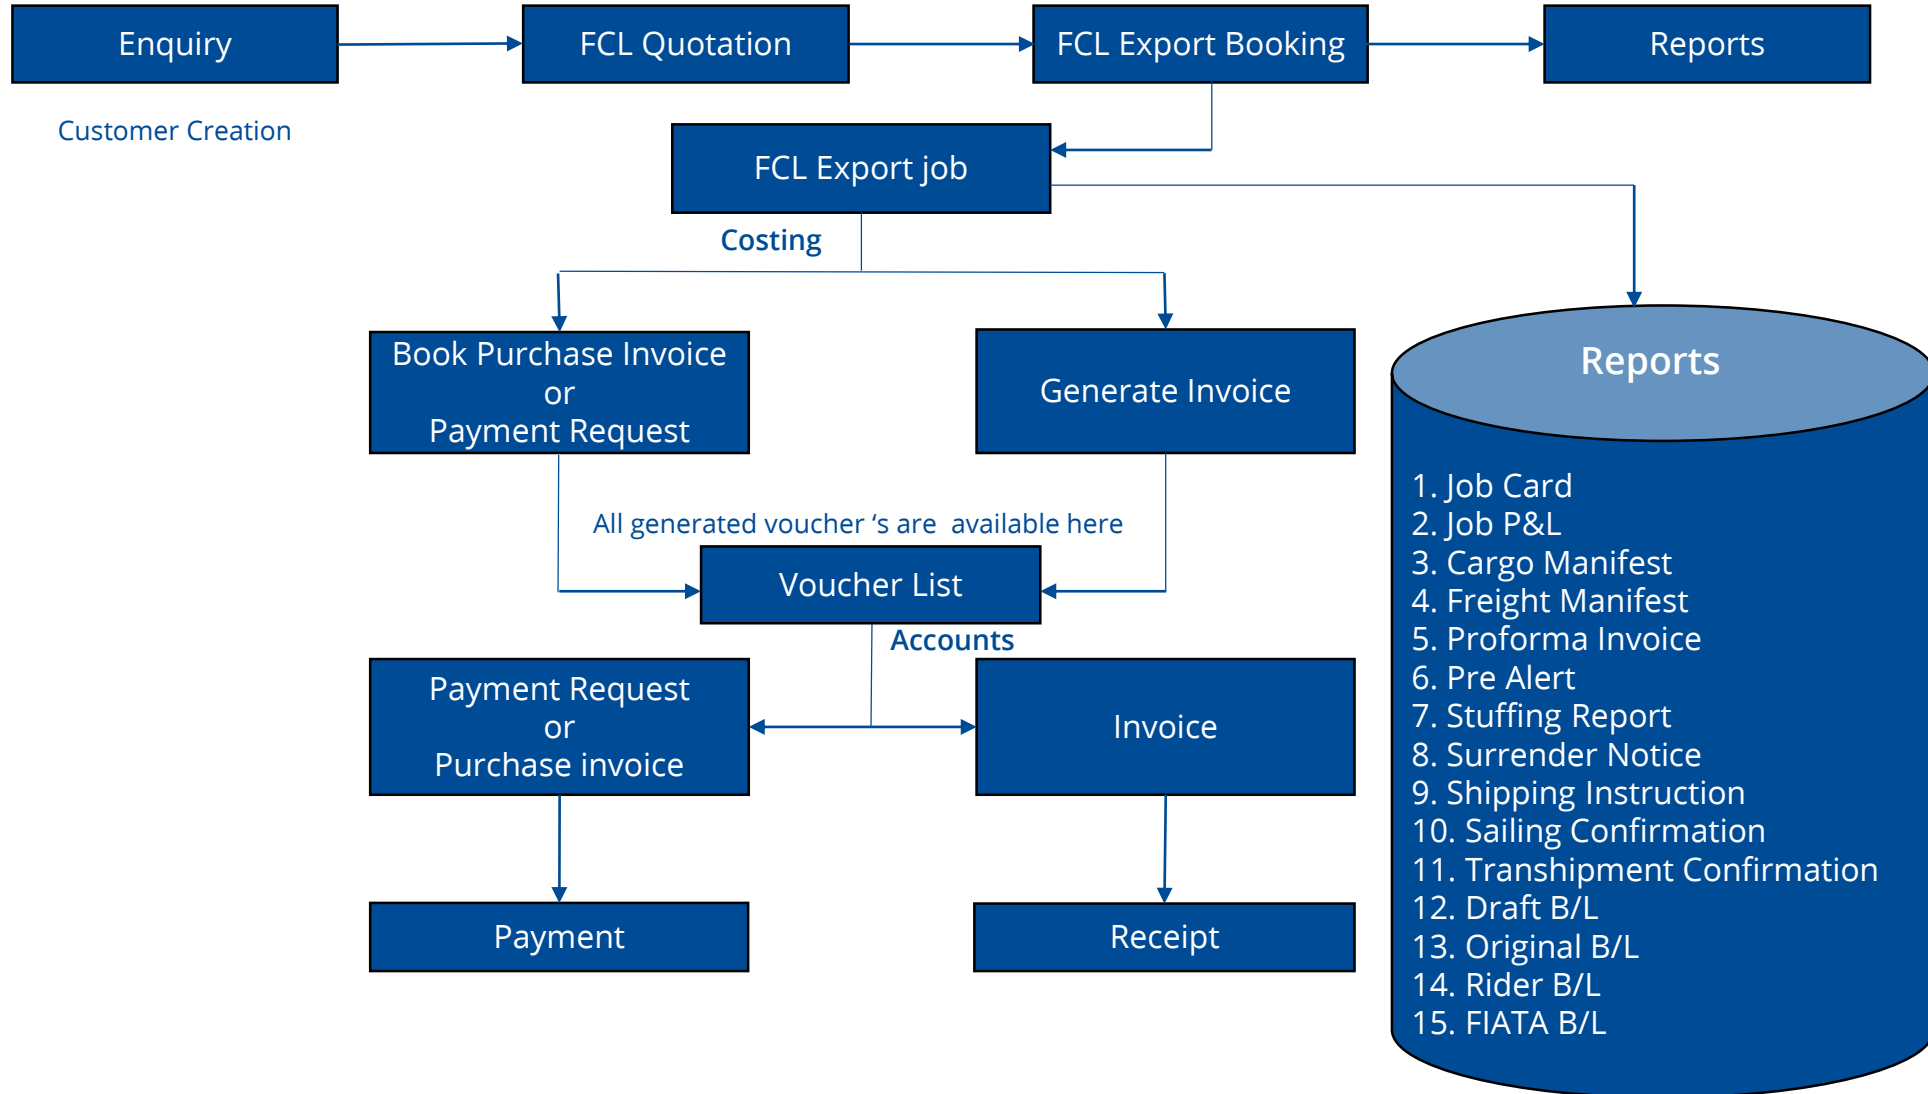 Enquiry
FCL Quotation
FCL Export Booking
Reports
Customer Creation
FCL Export job
Costing
Book Purchase Invoice
or
Payment Request
Generate Invoice
All generated voucher ‘s are  available here
Voucher List
Accounts
Payment Request
or
Purchase invoice
Invoice
Payment
Receipt
Reports
1. Job Card
2. Job P&L
3. Cargo Manifest
4. Freight Manifest
5. Proforma Invoice
6. Pre Alert
7. Stuffing Report
8. Surrender Notice
9. Shipping Instruction
10. Sailing Confirmation
11. Transhipment Confirmation
12. Draft B/L
13. Original B/L
14. Rider B/L
15. FIATA B/L